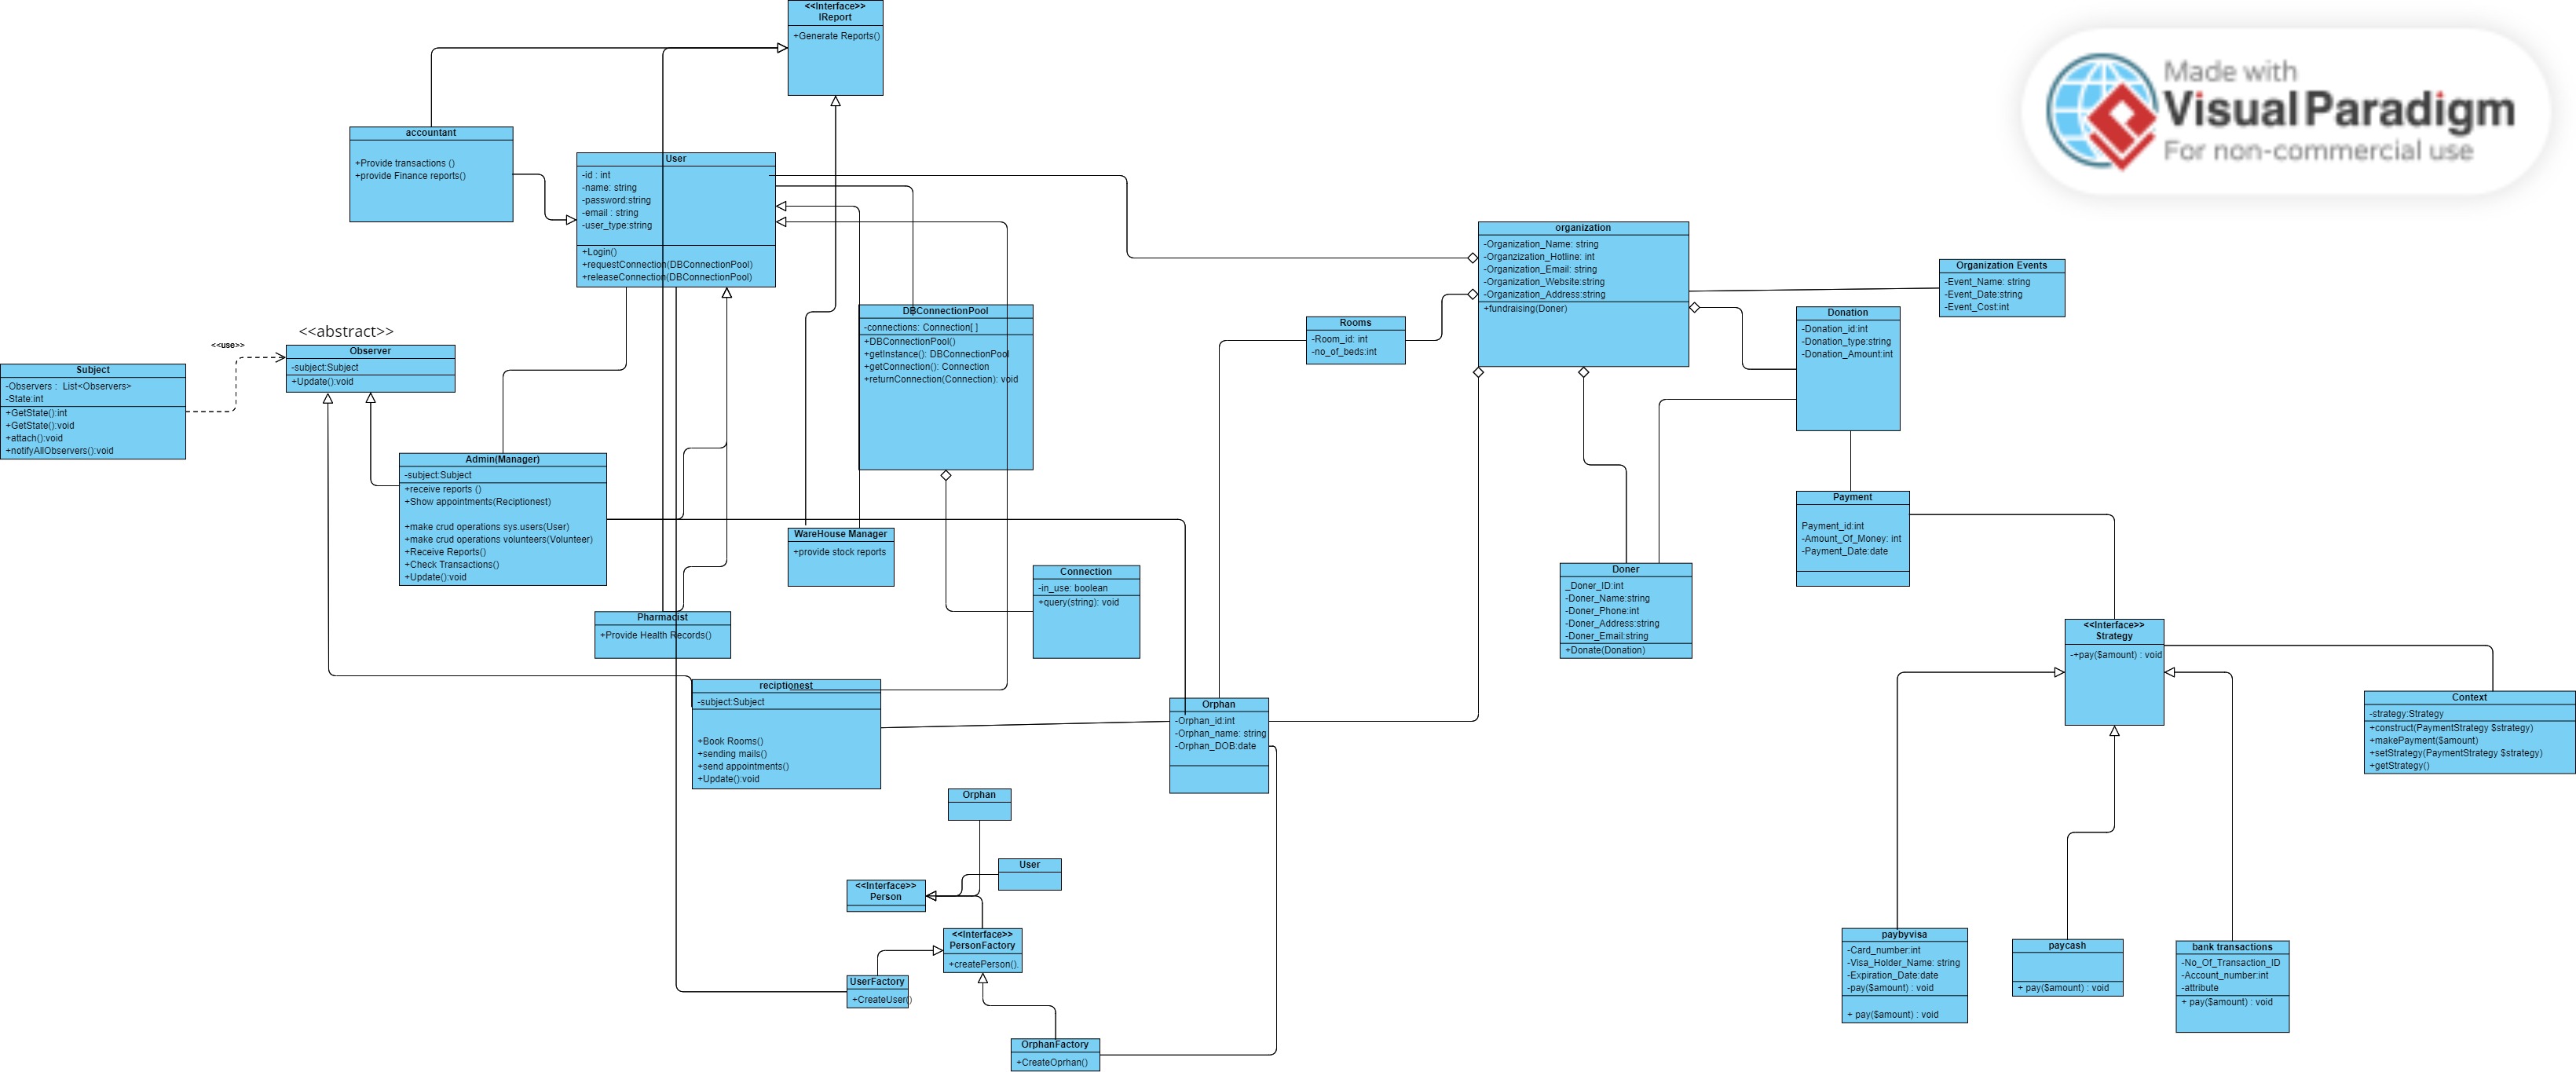 <<Interface>>
IReport
+Generate Reports()
Made with
Visual Paradigm
For non-commercial use
accountant
+Provide transactions ()
+provide Finance reports()
User
-id : int
-name: string
-password:string
-email : string
-user_type:string
+Login()
+requestConnection(DBConnectionPool)
+releaseConnection(DBConnectionPool)
organization
-Organization_Name: string
-Organzization_Hotline: int
-Organization_Email: string
-Organization_Website:string
-Organization_Address:string
+fundraising(Doner)
Organization Events
-Event_Name: string
-Event_Date:string
-Event_Cost:int
DBConnectionPool
-connections: Connection[ ]
+DBConnectionPool()
+getInstance(): DBConnectionPool
+getConnection(): Connection
+returnConnection(Connection): void
Rooms
-Room_id: int
-no_of_beds:int
Donation
-Donation_id:int
-Donation_type:string
-Donation_Amount:int
<<abstract>>
<<use>>
Observer
-subject:Subject
+Update():void
Subject
-Observers : List<Observers>
-State:int
+GetState():int
+GetState():void
+attach():void
+notifyAllObservers():void
Admin(Manager)
-subject:Subject
+receive reports ()
+Show appointments(Reciptionest)
+make crud operations sys.users(User)
+make crud operations volunteers(Volunteer)
+Receive Reports()
+Check Transactions()
+Update():void
WareHouse Manager
+provide stock reports
Connection
-in_use: boolean
+query(string): void
Payment
Payment_id:int
-Amount_Of_Money: int
-Payment_Date:date
Doner
_Doner_ID:int
-Doner_Name:string
-Doner_Phone:int
-Doner_Address:string
-Doner_Email:string
+Donate(Donation)
Pharmacist
+Provide Health Records()
<<Interface>>
Strategy
-+pay($amount) : void
reciptionest
-subject:Subject
+Book Rooms()
+sending mails()
+send appointments()
+Update():void
Orphan
-Orphan_id:int
-Orphan_name: string
-Orphan_DOB:date
Context
-strategy:Strategy
+construct(PaymentStrategy $strategy)
+makePayment($amount)
+setStrategy(PaymentStrategy $strategy)
+getStrategy()
Orphan
User
<<Interface>>
Person
<<Interface>>
PersonFactory
+createPerson().
UserFactory
+CreateUser()
OrphanFactory
+CreateOprhan()
paybyvisa
-Card_number:int
-Visa_Holder_Name: string
-Expiration_Date:date
-pay($amount) : void
+ pay($amount) : void
paycash
+ pay($amount) : void
bank transactions
-No_Of_Transaction_ID
-Account_number:int
-attribute
+ pay($amount) : void